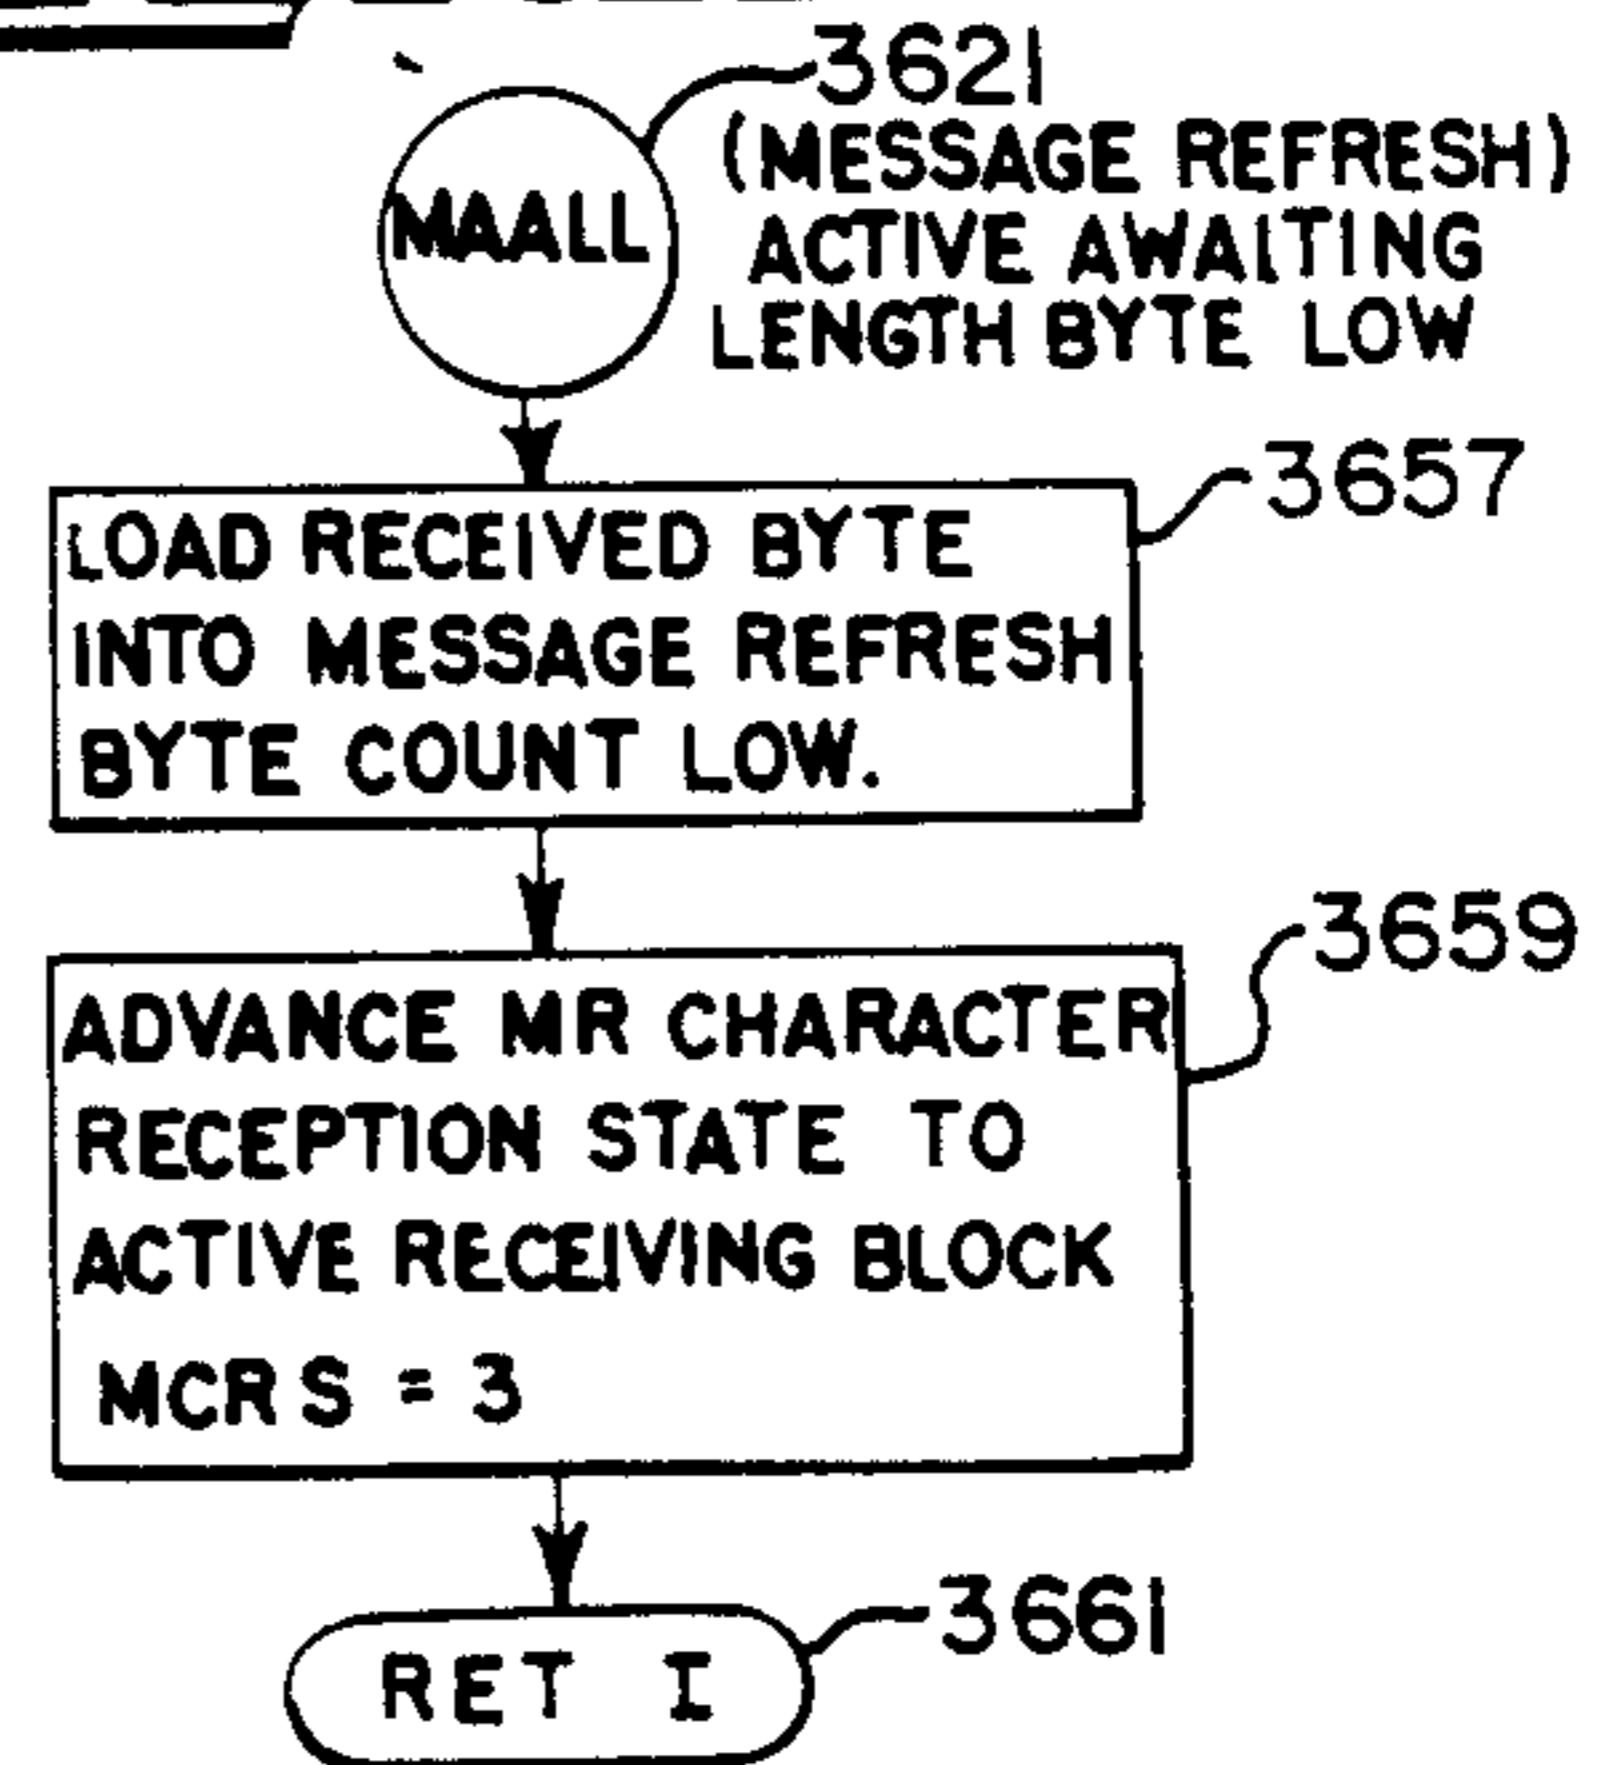 3621
MAALL
(MESSAGE REFRESH)
ACTIVE AWAITING
LENGTH BYTE LOW
3657
LOAD RECEIVED BYTE
INTO MESSAGE REFRESH
BYTE COUNT LOW.
3659
ADVANCE MR CHARACTER
RECEPTION STATE TO
ACTIVE RECEIVING BLOCK
MCRS = 3
3661
RET I